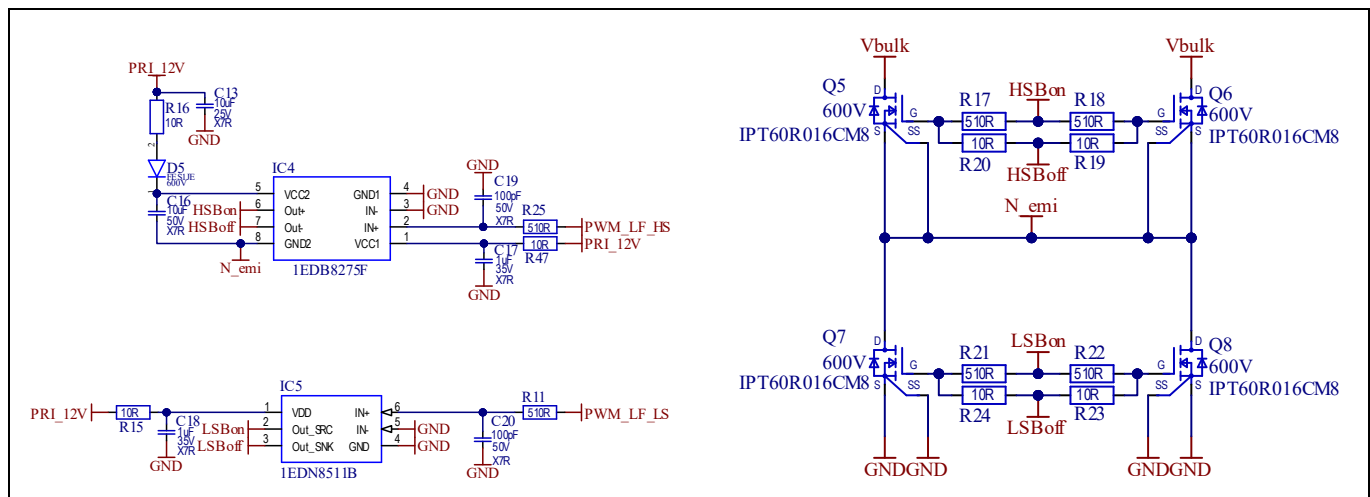 PRI_12V
R16
10R
C13
10uF
25V
X7R
GND
2
D5
600V
1
C16
10uF
50V
X7R
IC4
5
VCC2
GND1
4
GND
HSBon
6
Out+
IN-
3
GND
HSBoff
7
Out-
IN+
2
8
GND2
VCC1
1
N_emi
1EDB8275F
GND
C19
100pF
50V
X7R
R25
510R
PWM_LF_HS
10R
PRI_12V
R47
C17
1uF
35V
X7R
GND
IC5
PRI_12V
10R
R15
C18
1uF
35V
X7R
GND
1
VDD
IN+
6
LSBon
2
Out_SRC
IN-
5
GND
LSBoff
3
Out_SNK
GND
4
GND
1EDN8511B
C20
100pF
50V
X7R
GND
R11
510R
PWM_LF_LS
Vbulk
Vbulk
Q5
600V
IPT60R016CM8
D
G
S
SS
HSBon
R17
510R
R18
510R
10R
R20
10R
R19
HSBoff
D
G
S
SS
Q6
600V
IPT60R016CM8
N_emi
Q7
600V
IPT60R016CM8
D
G
S
SS
LSBon
R21
510R
R22
510R
10R
R24
10R
R23
LSBoff
D
G
S
SS
Q8
600V
IPT60R016CM8
GND
GND
GND
GND